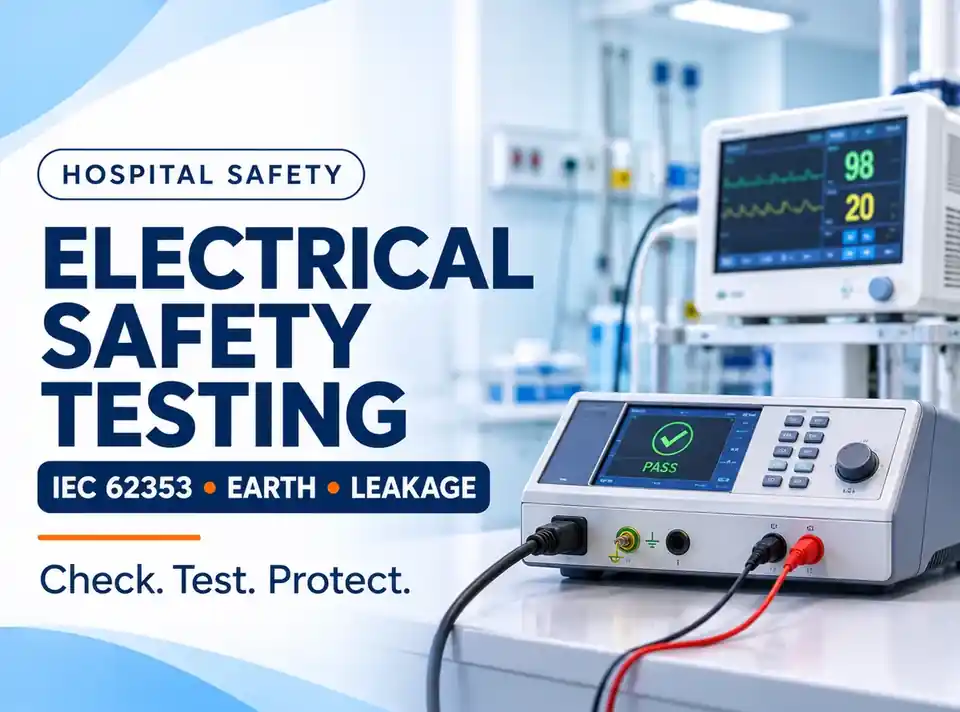 HOSPITAL SAFETY
ELECTRICAL
SAFETY
TESTING
IEC 62353 • EARTH • LEAKAGE
Check. Test. Protect.
98
20
PASS